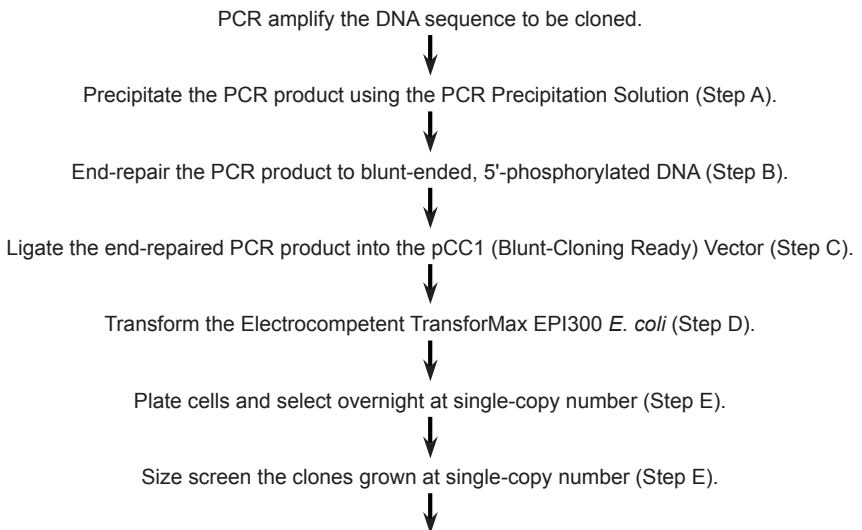 PCR amplify the DNA sequence to be cloned.
Precipitate the PCR product using the PCR Precipitation Solution (Step A).
End-repair the PCR product to blunt-ended, 5'-phosphorylated DNA (Step B).
Ligate the end-repaired PCR product into the pCC1 (Blunt-Cloning Ready) Vector (Step C).
Transform the Electrocompetent TransforMax EPI300 E. coli (Step D).
Plate cells and select overnight at single-copy number (Step E).
Size screen the clones grown at single-copy number (Step E).